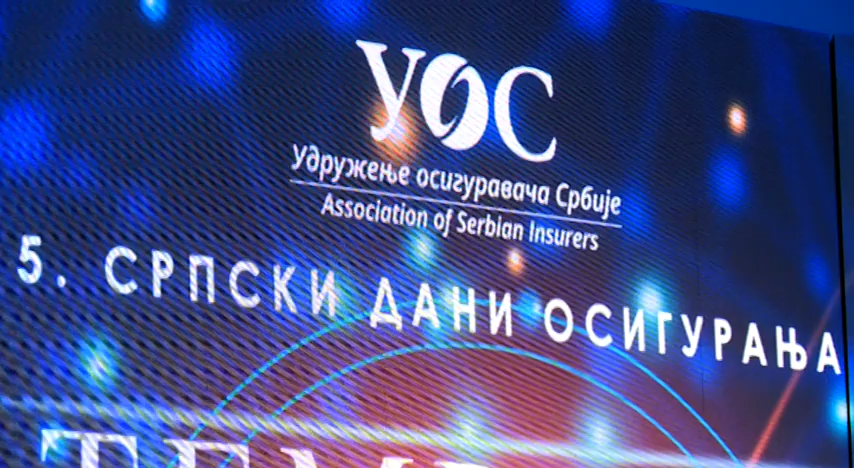 УОС
Удружење осигуравача Србије
Association of Serbian Insurers
5. СРПСКИ ДАНИ ОСИГУРАЊА